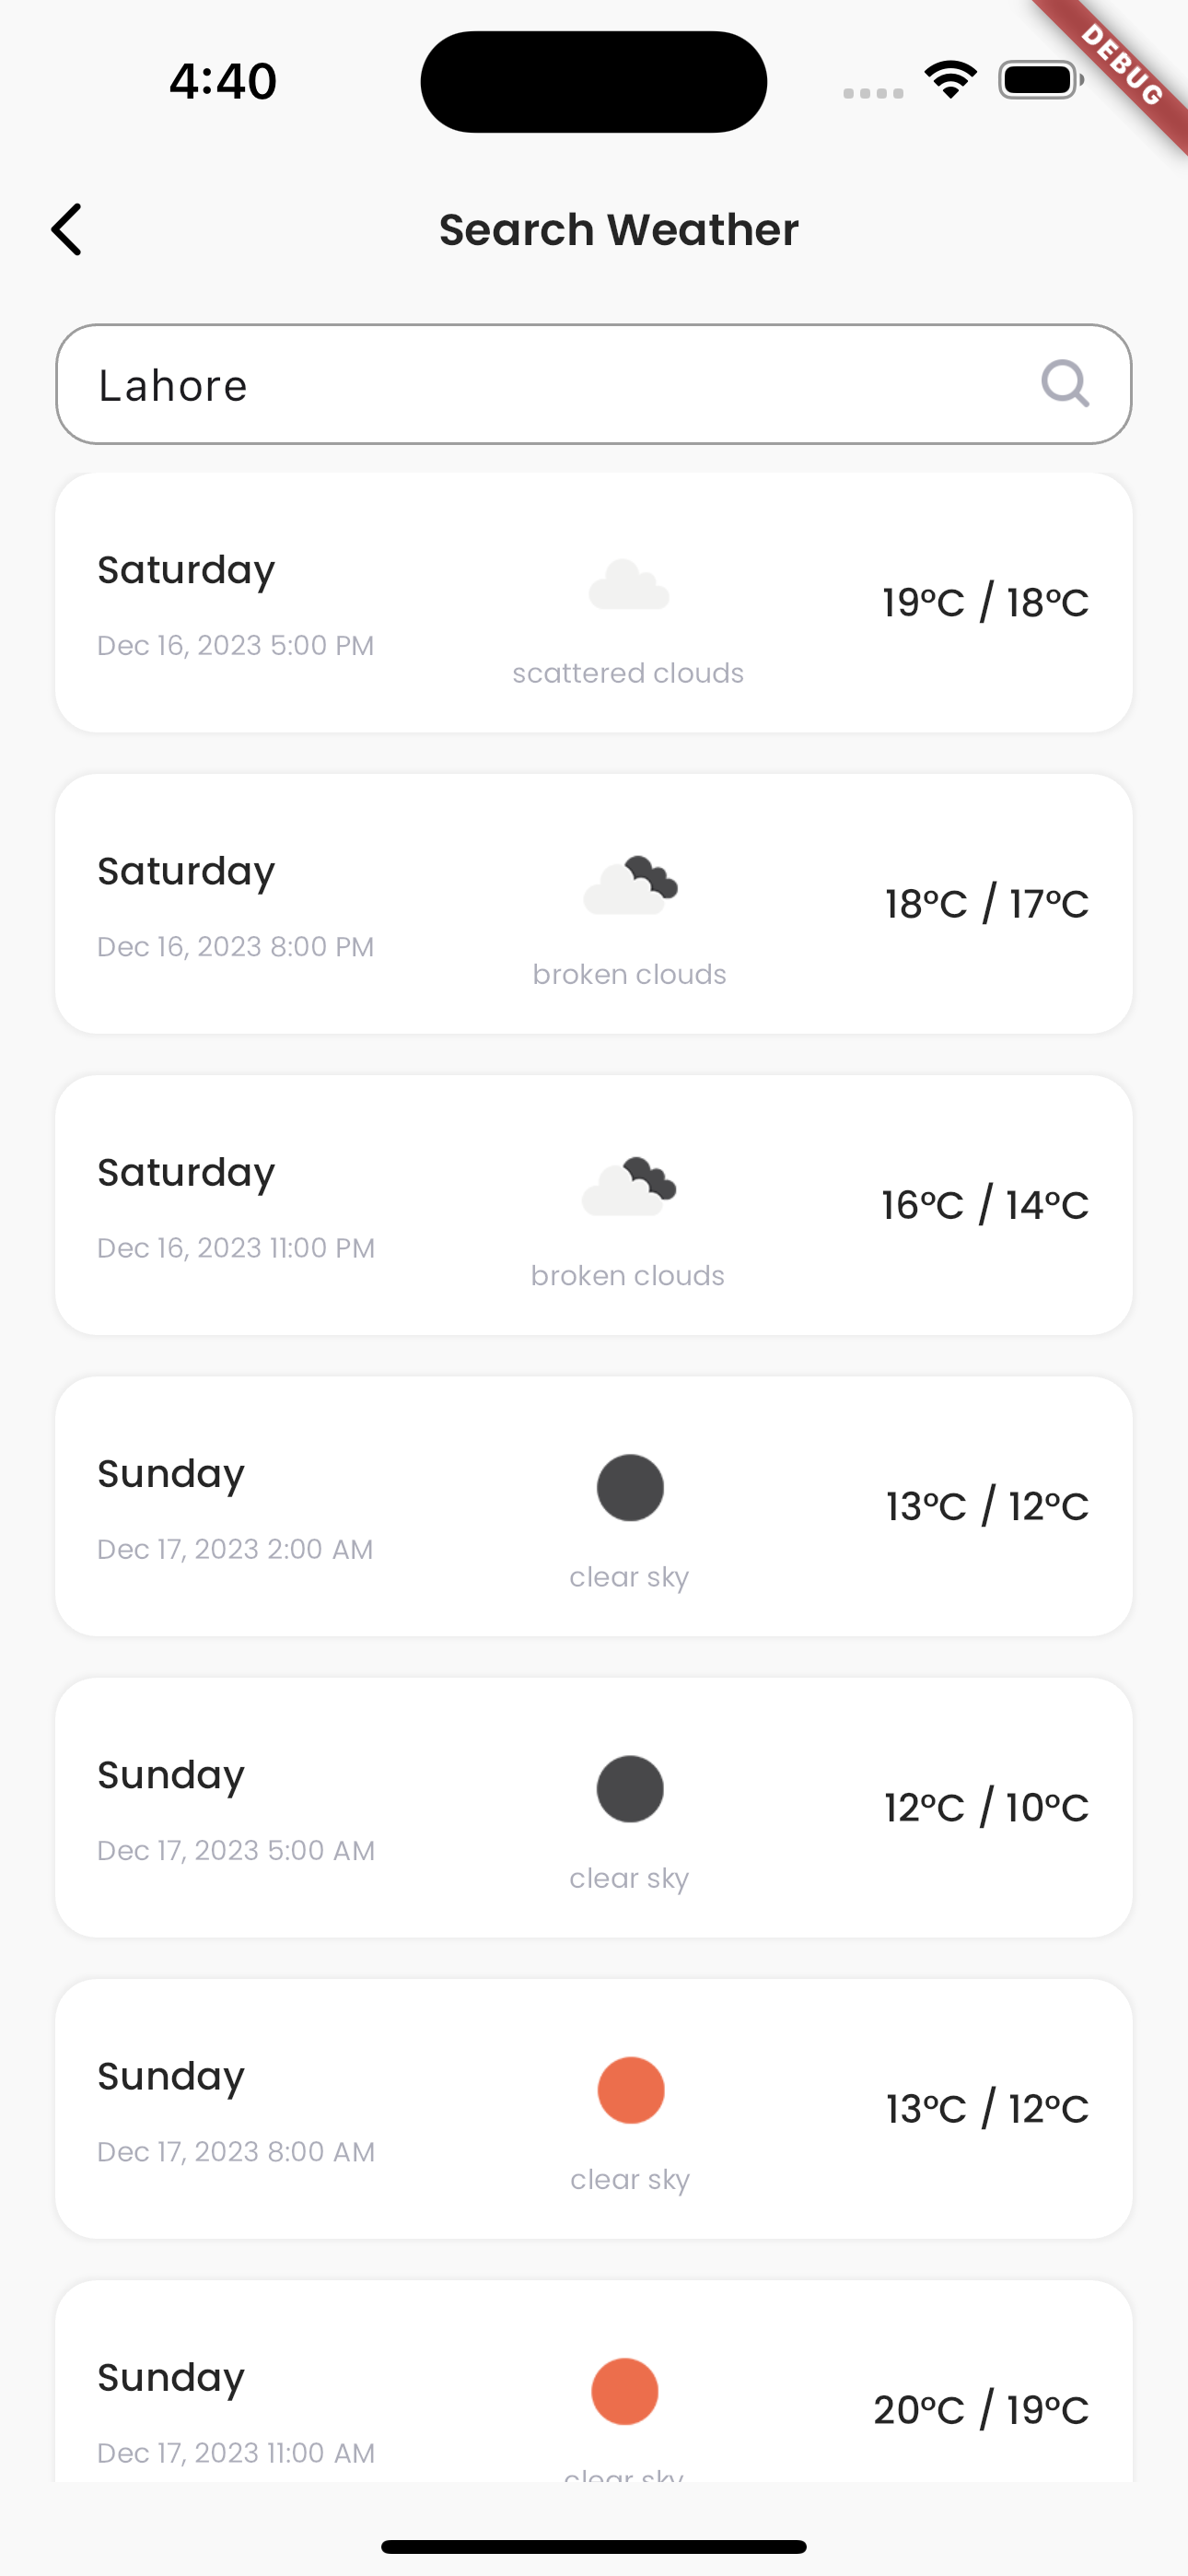 4:40
DEBUG
Search Weather
Lahore
Saturday
Dec 16, 2023 5:00 PM
scattered clouds
19°C / 18°C
Saturday
Dec 16, 2023 8:00 PM
broken clouds
18°C / 17°C
Saturday
Dec 16, 2023 11:00 PM
broken clouds
16°C / 14°C
Sunday
Dec 17, 2023 2:00 AM
clear sky
13°C / 12°C
Sunday
Dec 17, 2023 5:00 AM
clear sky
12°C / 10°C
Sunday
Dec 17, 2023 8:00 AM
clear sky
13°C / 12°C
Sunday
Dec 17, 2023 11:00 AM
clear sky
20°C / 19°C